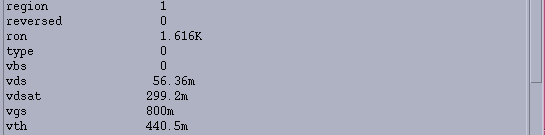 region 1
reversed 0
ron 1.616K
type 0
vbs 0
vds 56.36m
vdsat 299.2m
vgs 800m
vth 440.5m